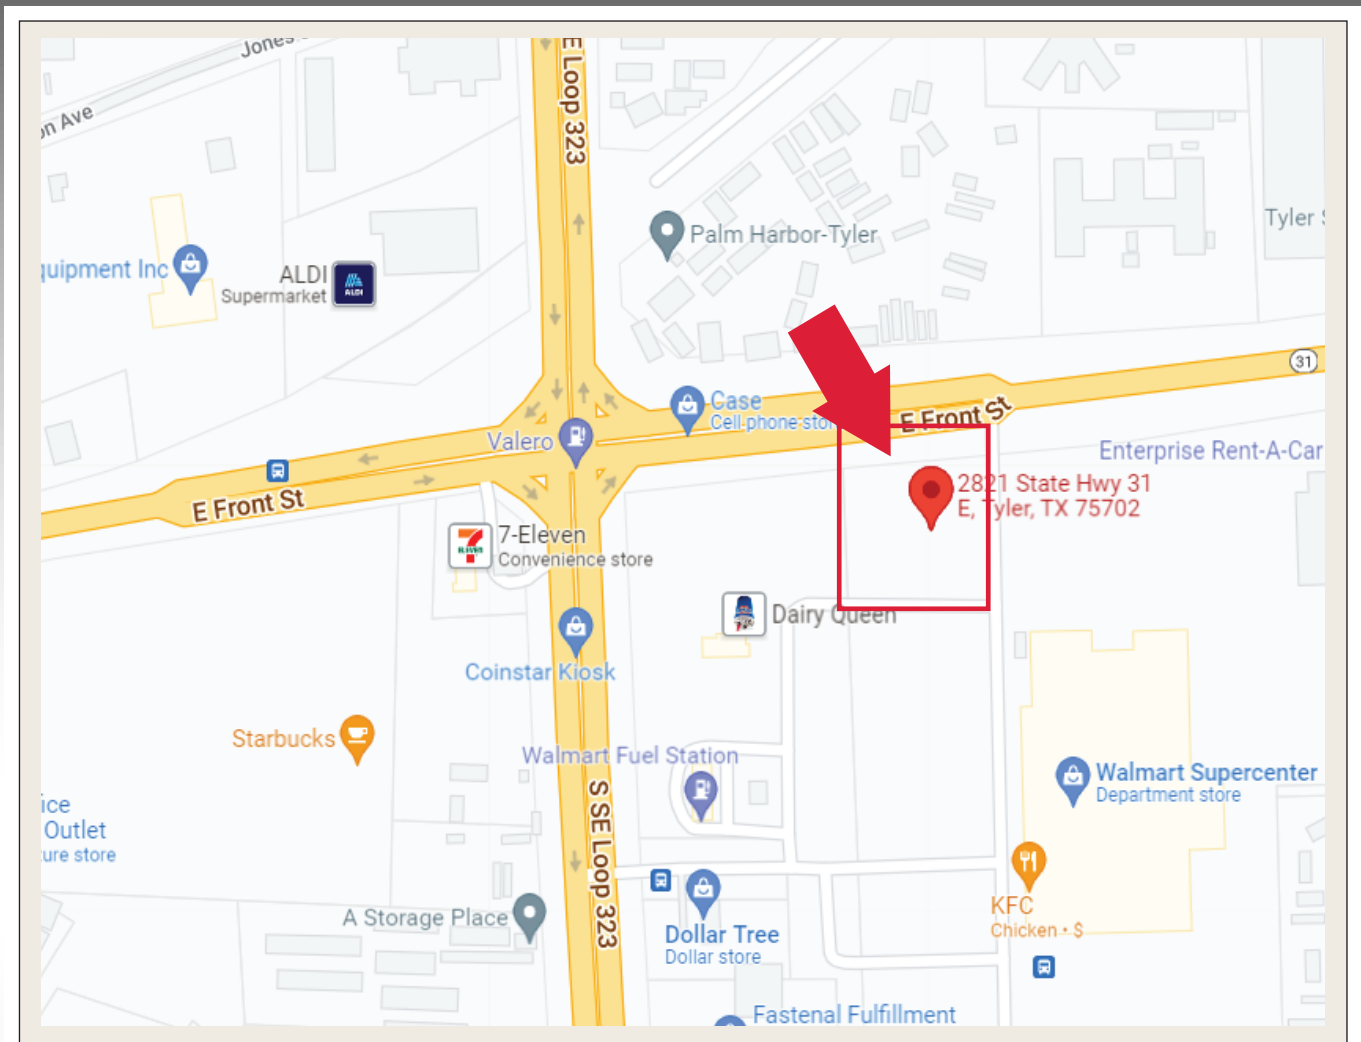 Jones
on Ave
E Loop 323
Palm Harbor-Tyler
Tyler
quipment Inc
ALDI
Supermarket
ALDI
31
Case
Cell phone stor
E Front St
Valero
Enterprise Rent-A-Car
2821 State Hwy 31
E, Tyler, TX 75702
E Front St
7-Eleven
Convenience store
ELEVEN
Dairy Queen
Coinstar Kiosk
Starbucks
Walmart Fuel Station
Walmart Supercenter
Department store
S SE Loop 323
ice
Outlet
ure store
KFC
Chicken • $
A Storage Place
Dollar Tree
Dollar store
Fastenal Fulfillment